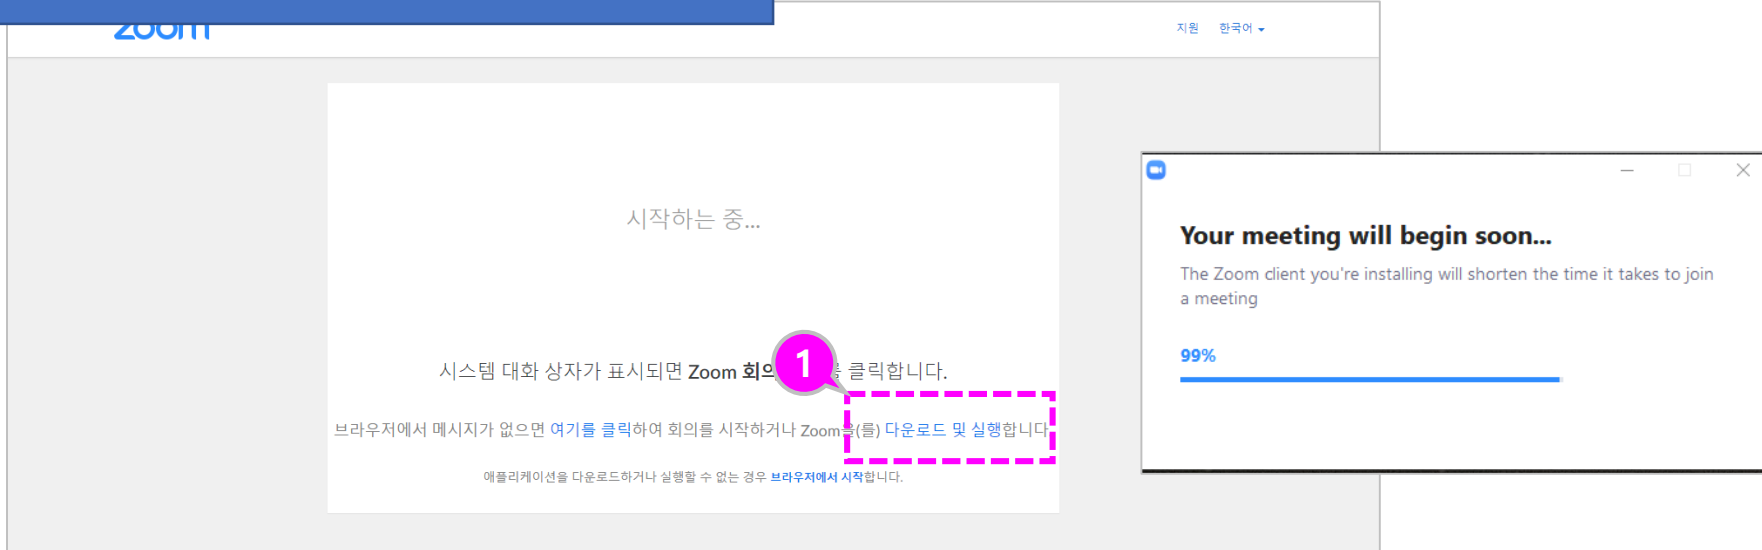 zoom
지원 한국어
시작하는 중...
시스템 대화 상자가 표시되면 Zoom 클릭합니다.
1
브라우저에서 메시지가 없으면 여기를 클릭하여 회의를 시작하거나 Zoom을(를) 다운로드 및 실행합니다
애플리케이션을 다운로드하거나 실행할 수 없는 경우 브라우저에서 시작합니다.
Your meeting will begin soon...
The Zoom client you're installing will shorten the time it takes to join
a meeting
99%